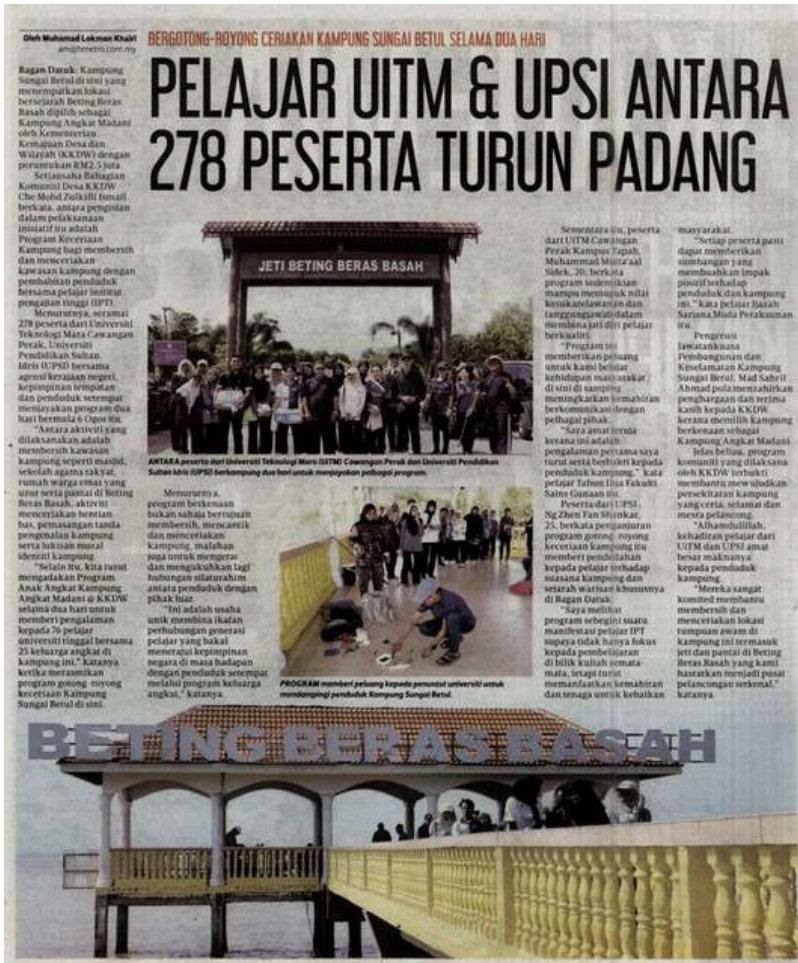 Oleh Muhamad Lokman Khairi
am@hmetro.com.my
BERGOTONG-ROYONG CERIAKAN KAMPUNG SUNGAI BETUL SELAMA DUA HARI
PELAJAR UITM & UPSI ANTARA
278 PESERTA TURUN PADANG
Bagan Datuk: Kampung
Sungai Betul di sini yang
menempatkan lokasi
bersejarah Beting Beras
Basah dipilih sebagai
Kampung Angkat Madani
oleh Kementerian
Kemajuan Desa dan
Wilayah (KKDW) dengan
peruntukan RM2.5 juta.
Setiausaha Bahagian
Komuniti Desa KKDW
Che Mohd Zulkifli Ismail
berkata, antara pengisian
dalam pelaksanaan
inisiatif itu adalah
Program Keceriaan
Kampung bagi membersih
dan menceriakan
kawasan kampung dengan
pembabitan penduduk
bersama pelajar institut
pengajian tinggi (IPT).
Menurutnya, seramai
278 peserta dari Universiti
Teknologi Mara Cawangan
Perak, Universiti
Pendidikan Sultan
Idris (UPSI) bersama
agensi kerajaan negeri,
kepimpinan tempatan
dan penduduk setempat
menjayakan program dua
hari bermula 6 Ogos itu.
"Antara aktiviti yang
dilaksanakan adalah
membersih kawasan
kampung seperti masjid,
sekolah agama rakyat,
rumah warga emas yang
uzur serta pantai di Beting
Beras Basah, aktiviti
menceriakan hentian
bas, pemasangan tanda
pengenalan kampung
serta lukisan mural
identiti kampung.
"Selain itu, kita turut
mengadakan Program
Anak Angkat Kampung
Angkat Madani @ KKDW
selama dua hari untuk
memberi pengalaman
kepada 76 pelajar
universiti tinggal bersama
25 keluarga angkat di
kampung ini," katanya
ketika merasmikan
program gotong-royong
keceriaan Kampung
Sungai Betul di sini.
JETI BETING BERAS BASAH
ANTARA peserta dari Universiti Teknologi Mara (UiTM) Cawangan Perak dan Universiti Pendidikan
Sultan Idris (UPSI) berkampung dua hari untuk menjayakan pelbagai program.
Menurutnya,
program berkenaan
bukan sahaja bertujuan
membersih, mencantik
dan menceriakan
kampung, malahan
juga untuk mengerat
dan mengukuhkan lagi
hubungan silaturahim
antara penduduk dengan
pihak luar.
"Ini adalah usaha
unik membina ikatan
perhubungan generasi
pelajar yang bakal
menerajui kepimpinan
negara di masa hadapan
dengan penduduk setempat
melalui program keluarga
angkat," katanya.
PROGRAM memberi peluang kepada penuntut universiti untuk
mendampingi penduduk Kampung Sungai Betul.
Sementara itu, peserta
dari UiTM Cawangan
Perak Kampus Tapah,
Muhammad
Sidek, 20, berkata
program sedemikian
mampu memupuk nilai
kesukarelawanan dan
tanggungjawab dalam
membina jati diri pelajar
berkualiti.
"Program ini
memberikan peluang
untuk kami belajar
kehidupan masyarakat
di sini di samping
meningkatkan kemahiran
berkomunikasi dengan
pelbagai pihak.
"Saya amat teruja
kerana ini adalah
pengalaman pertama saya
turut serta berbakti kepada
penduduk kampung," kata
pelajar Tahun Dua Fakulti
Sains Gunaan itu.
Peserta dari UPSI,
Ng Zhen Yan Shunkar,
25, berkata penganjuran
program gotong-royong
keceriaan kampung itu
memberi pendedahan
kepada pelajar terhadap
suasana kampung dan
sejarah warisan khususnya
di Bagan Datuk.
"Saya melihat
program sebegini suatu
manifestasi pelajar IPT
supaya tidak hanya fokus
kepada pembelajaran
di bilik kuliah semata-
mata, tetapi turut
memanfaatkan kemahiran
dan tenaga untuk kebaikan
masyarakat.
"Setiap peserta pasti
dapat memberikan
sumbangan yang
membuahkan impak
positif terhadap
penduduk dan kampung
ini," kata pelajar Ijazah
Sarjana Muda Perakaunan
itu.
Pengerusi
Jawatankuasa
Pembangunan dan
Keselamatan Kampung
Sungai Betul, Mad Sahril
Ahmad pula menzahirkan
penghargaan dan terima
kasih kepada KKDW
kerana memilih kampung
berkenaan sebagai
Kampung Angkat Madani.
Jelas beliau, program
komuniti yang dilaksana
oleh KKDW terbukti
membantu mewujudkan
persekitaran kampung
yang ceria, selamat dan
mesra pelancong.
"Alhamdulillah,
kehadiran pelajar dari
UiTM dan UPSI amat
besar maknanya
kepada penduduk
kampung.
"Mereka sangat
komited membantu
membersih dan
menceriakan lokasi
tumpuan awam di
kampung ini termasuk
jeti dan pantai di Beting
Beras Basah yang kami
hasratkan menjadi pusat
pelancongan terkenal,"
katanya.
BETING BERAS BASAH